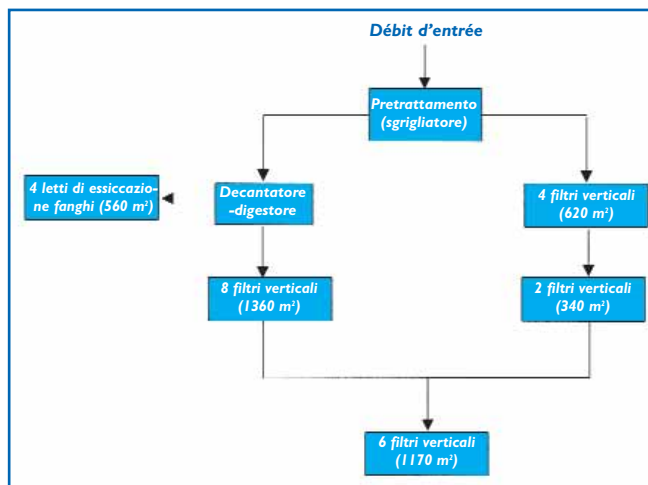 Débit d'entrée
Pretrattamento
(sgrigliatore)
4 letti di essiccazio-
ne fanghi (560 m²)
Decantatore
-digestore
4 filtri verticali
(620 m²)
8 filtri verticali
(1360 m²)
2 filtri verticali
(340 m²)
6 filtri verticali
(1170 m²)